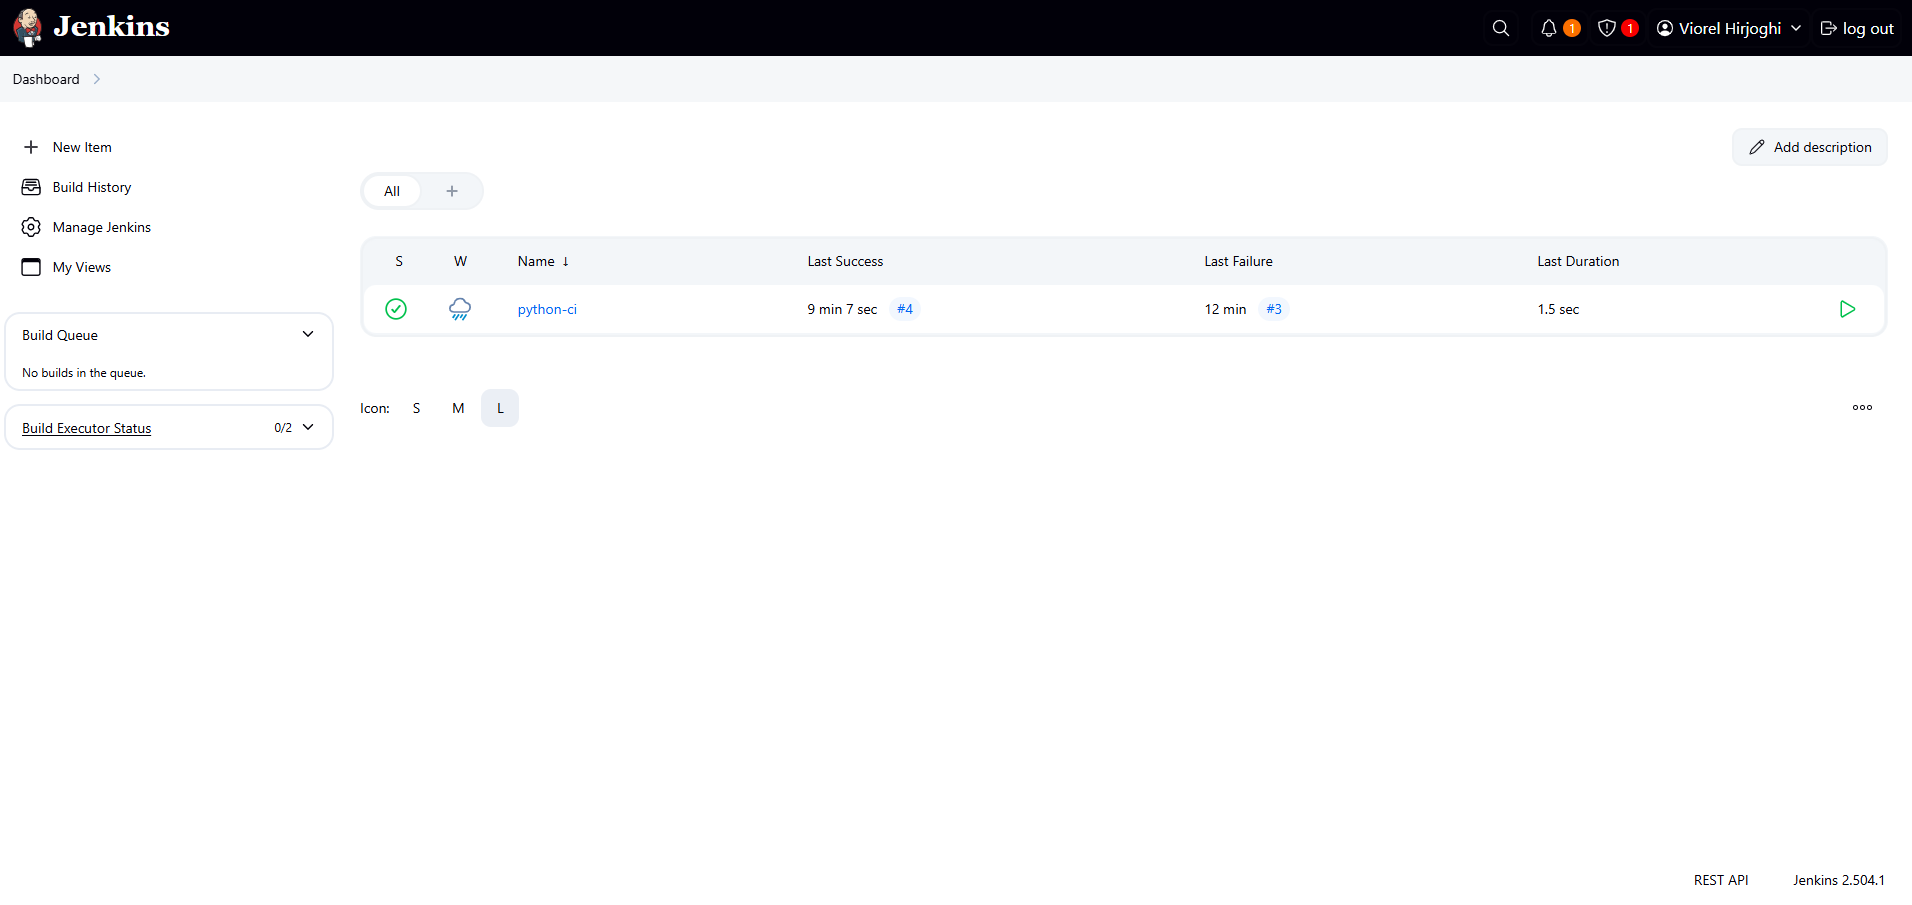 Jenkins
1
1
Viorel Hirjoghi
log out
Dashboard
New Item
Build History
Manage Jenkins
My Views
Build Queue
No builds in the queue.
Build Executor Status
0/2
Add description
All
+
S W Name ↓ Last Success Last Failure Last Duration
python-ci 9 min 7 sec #4 12 min #3 1.5 sec
Icon: S M L
REST API
Jenkins 2.504.1